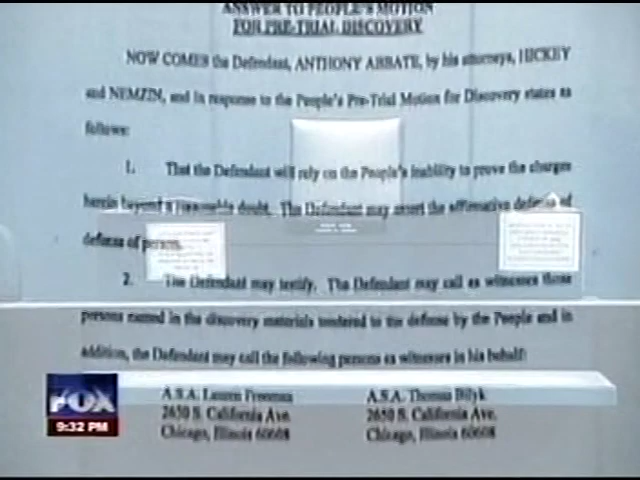 ANSWER TO PEOPLE'S MOTION
FOR PRE-TRIAL DISCOVERY
NOW COMES the Defendant, ANTHONY ABBATE, by his attorneys, HICKEY
and NEMZIN, and in response to the People's Pre-Trial Motion for Discovery states as
follows:
1. That the Defendant will rely on the People's inability to prove the charges
herein beyond a reasonable doubt. The Defendant may assert the affirmative defense of
defense of person.
2. The Defendant may testify. The Defendant may call as witnesses those
persons named in the discovery materials tendered to the defense by the People and in
addition, the Defendant may call the following persons as witnesses in his behalf:
A.S.A. Lauren Freeman A.S.A. Thomas Bilyk
2650 S. California Ave. 2650 S. California Ave.
Chicago, Illinois 60608 Chicago, Illinois 60608
FOX
9:32 PM